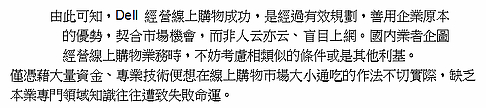 由此可知，Dell 經營線上購物成功，是經過有效規劃，善用企業原本
的優勢，契合市場機會，而非人云亦云、盲目上網。國內業者企圖
經營線上購物業務時，不妨考慮相類似的條件或是其他利基。
僅憑藉大量資金、專業技術便想在線上購物市場大小通吃的作法不切實際，缺乏
本業專門領域知識往往遭致失敗命運。